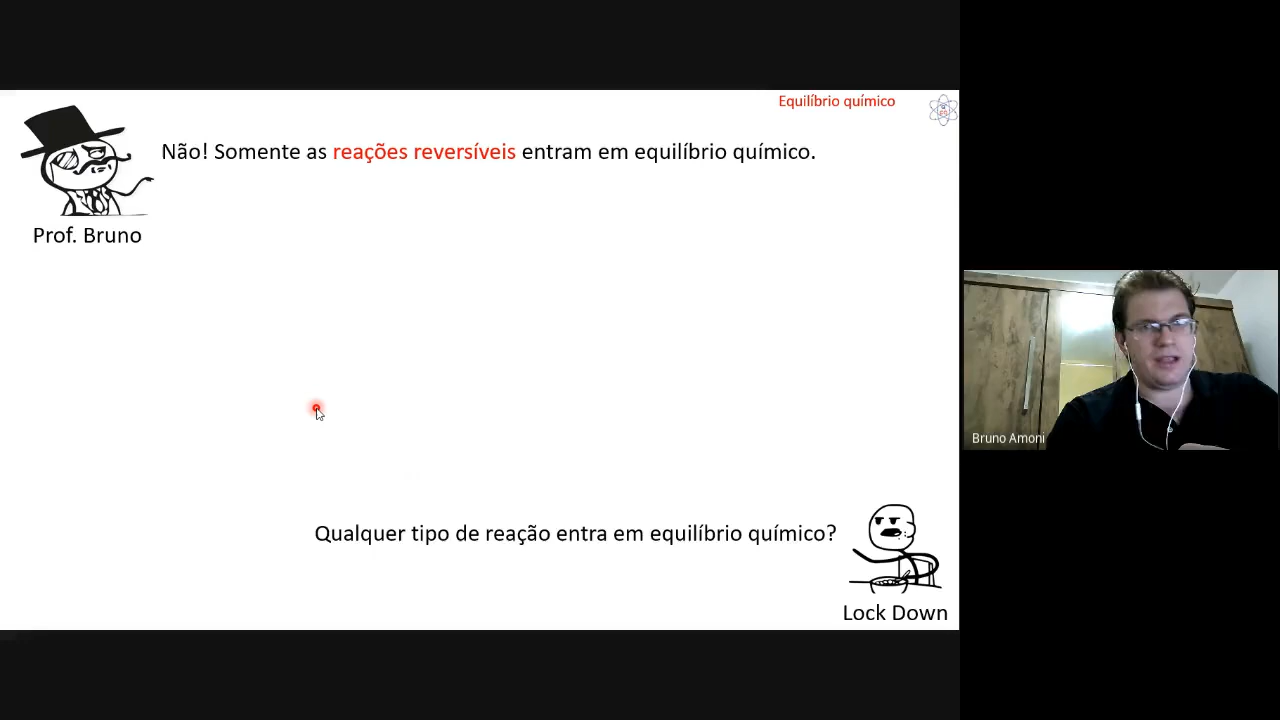 Equilíbrio químico
Não! Somente as reações reversíveis entram em equilíbrio químico.
Prof. Bruno
Bruno Amoni
Qualquer tipo de reação entra em equilíbrio químico?
Lock Down